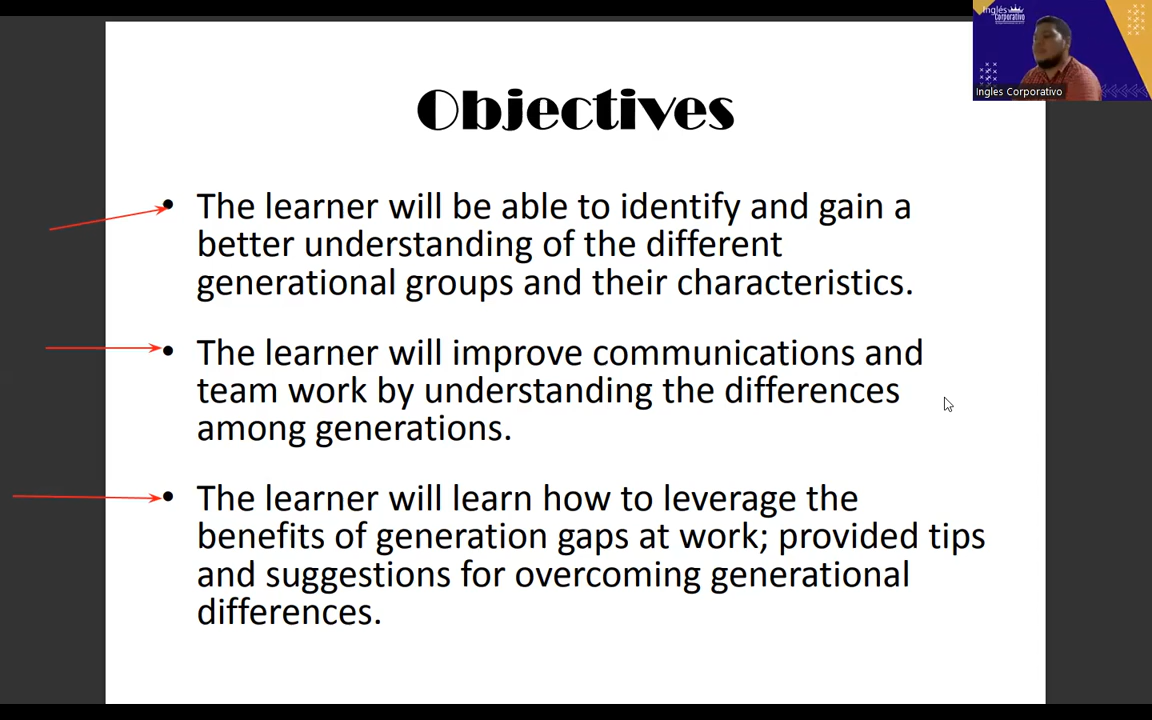 Objectives
• The learner will be able to identify and gain a
better understanding of the different
generational groups and their characteristics.
• The learner will improve communications and
team work by understanding the differences
among generations.
• The learner will learn how to leverage the
benefits of generation gaps at work; provided tips
and suggestions for overcoming generational
differences.
Inglés
Corporativo
Ingles Corporativo